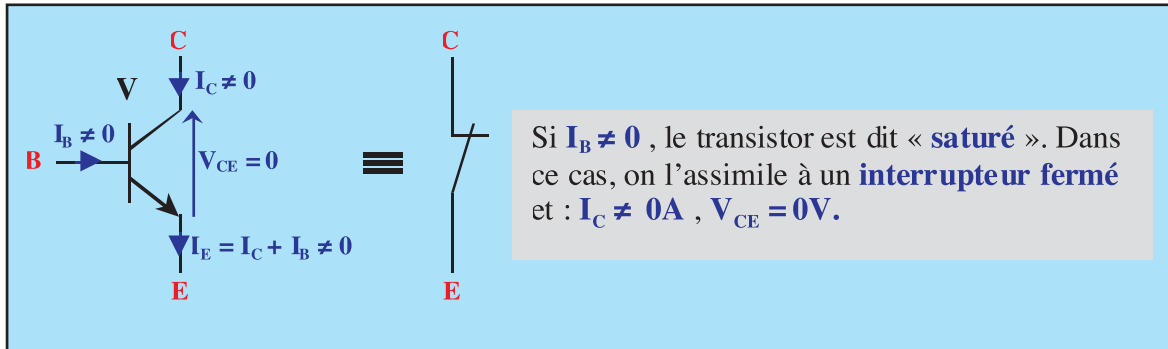 C
C
V
I_C ≠ 0
I_B ≠ 0
B
V_CE = 0
I_E = I_C + I_B ≠ 0
E
E
Si I_B ≠ 0 , le transistor est dit « saturé ». Dans
ce cas, on l'assimile à un interrupteur fermé
et : I_C ≠ 0A , V_CE = 0V.